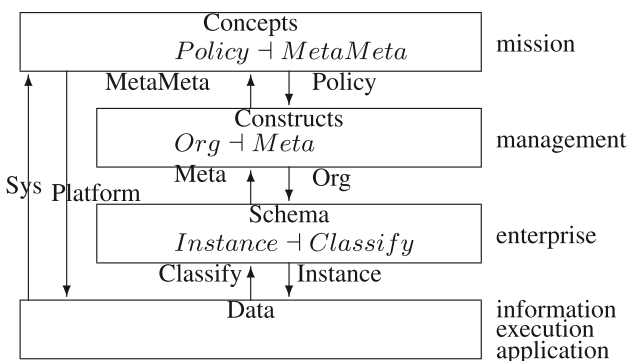 Concepts
Policy ⊣ MetaMeta
mission
MetaMeta
Policy
Constructs
Org ⊣ Meta
management
Meta
Org
Sys
Platform
Schema
Instance ⊣ Classify
enterprise
Classify
Instance
Data
information
execution
application